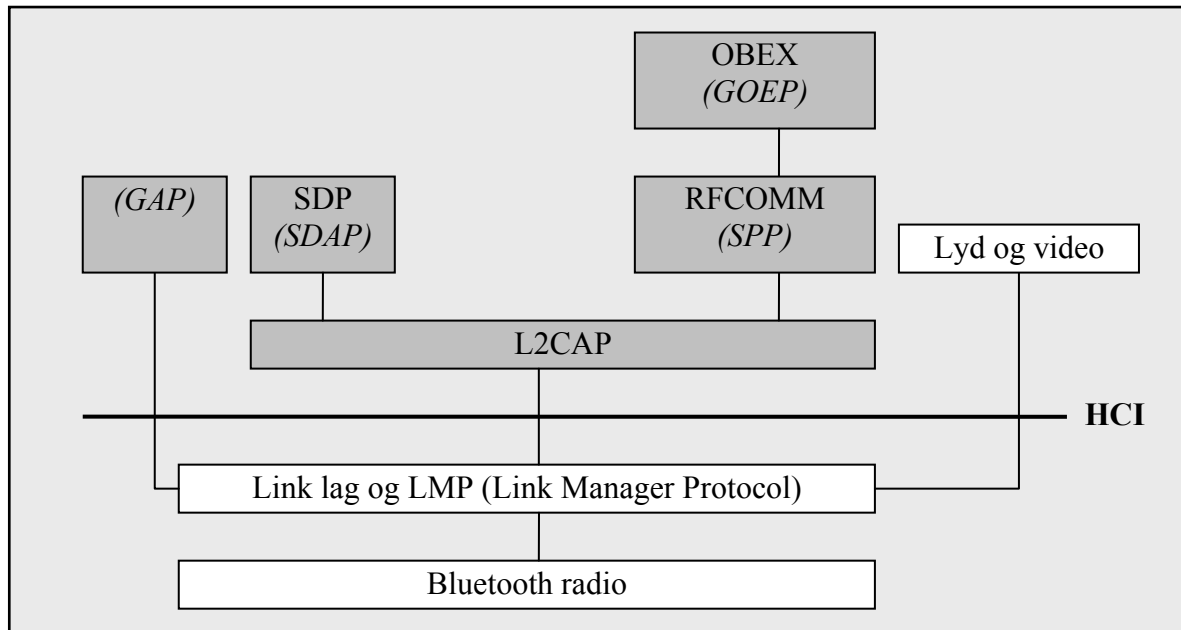 OBEX
(GOEP)
(GAP)
SDP
(SDAP)
RFCOMM
(SPP)
Lyd og video
L2CAP
HCI
Link lag og LMP (Link Manager Protocol)
Bluetooth radio